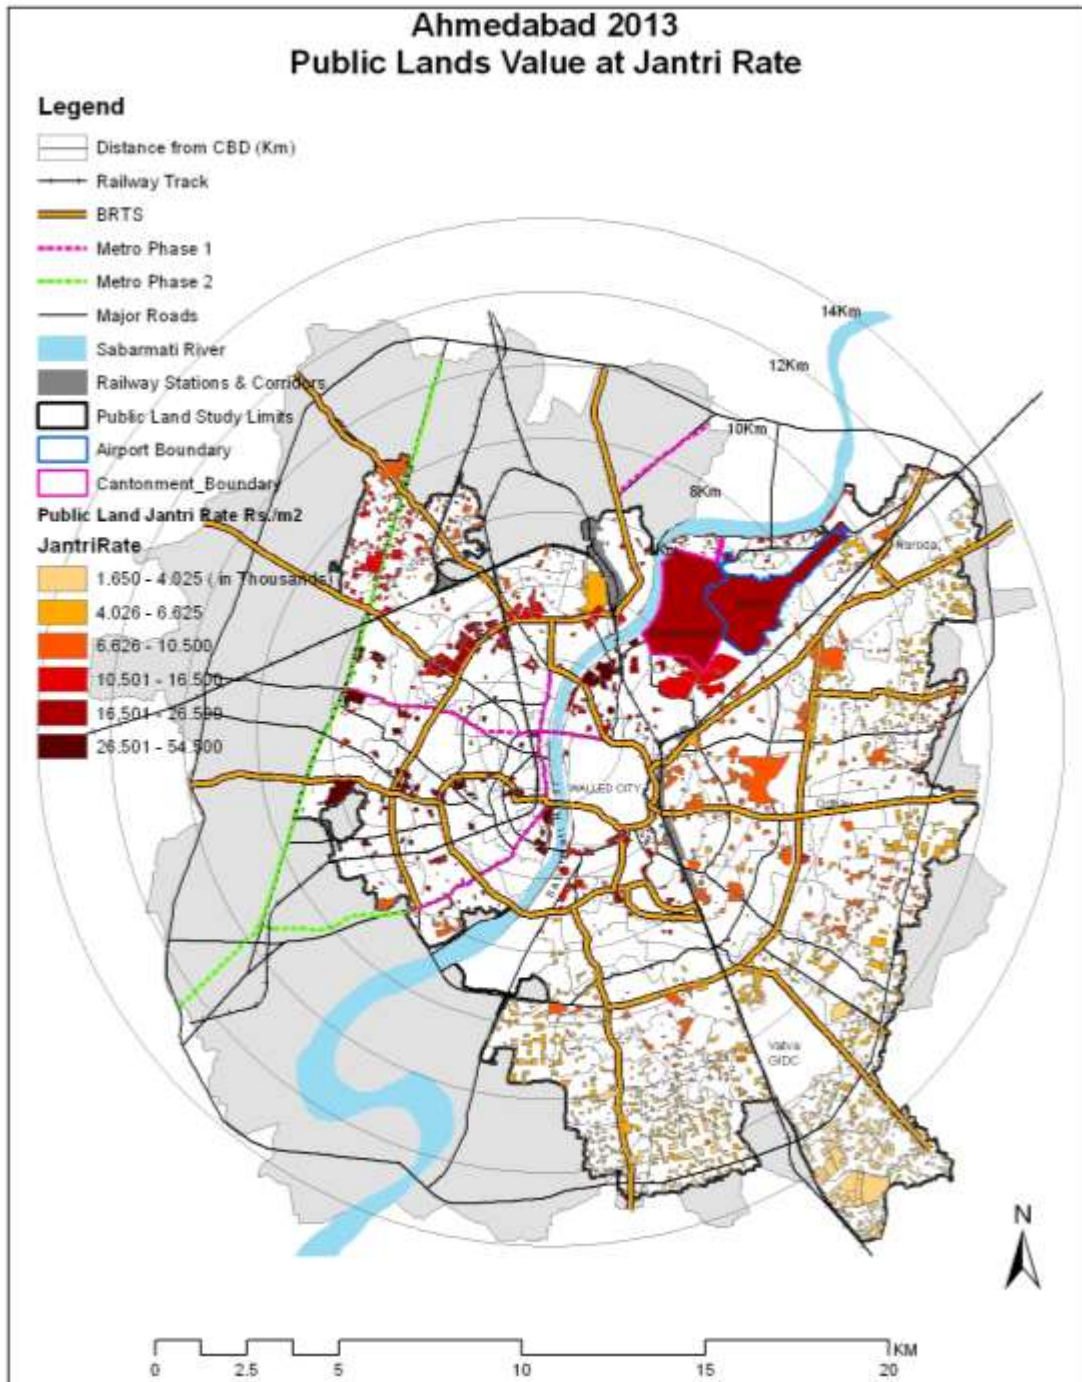 Ahmedabad 2013
Public Lands Value at Jantri Rate
Legend
Distance from CBD (Km)
Railway Track
BRTS
Metro Phase 1
Metro Phase 2
Major Roads
Sabarmati River
Railway Stations & Corridors
Public Land Study Limits
Airport Boundary
Cantonment_Boundary
Public Land Jantri Rate Rs./m2
JantriRate
1.650 - 4.025 ( in Thousands)
4.026 - 6.625
6.626 - 10.500
10.501 - 16.500
16.501 - 26.500
26.501 - 54.500
14Km
12Km
10Km
8Km
Naroda
WALLED CITY
Odhav
Vatva
GIDC
N
KM
0 2.5 5 10 15 20